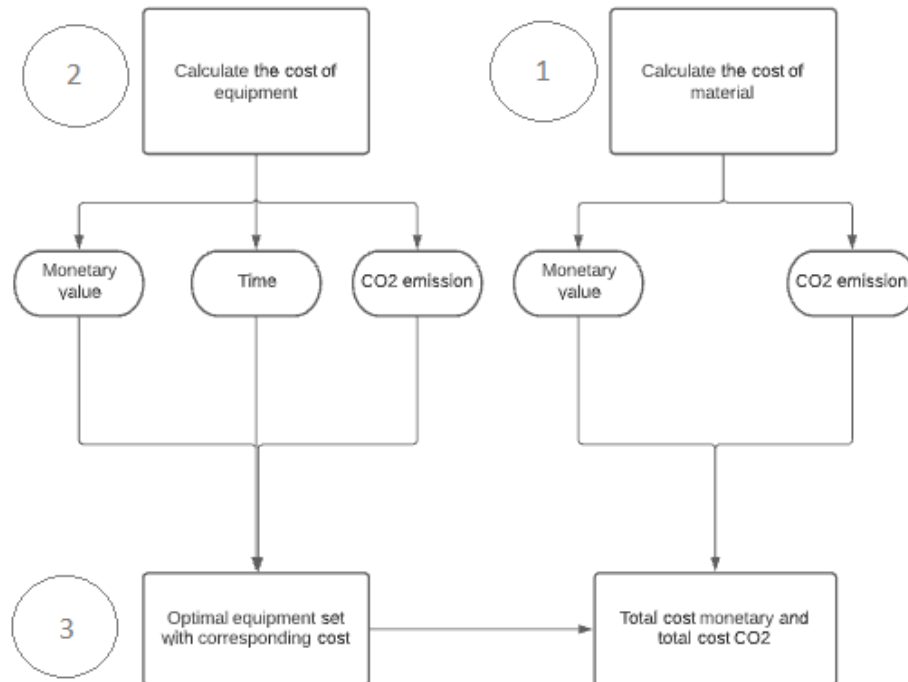 2
Calculate the cost of
equipment
1
Calculate the cost of
material
Monetary
value
Time
CO2 emission
Monetary
value
CO2 emission
3
Optimal equipment set
with corresponding cost
Total cost monetary and
total cost CO2